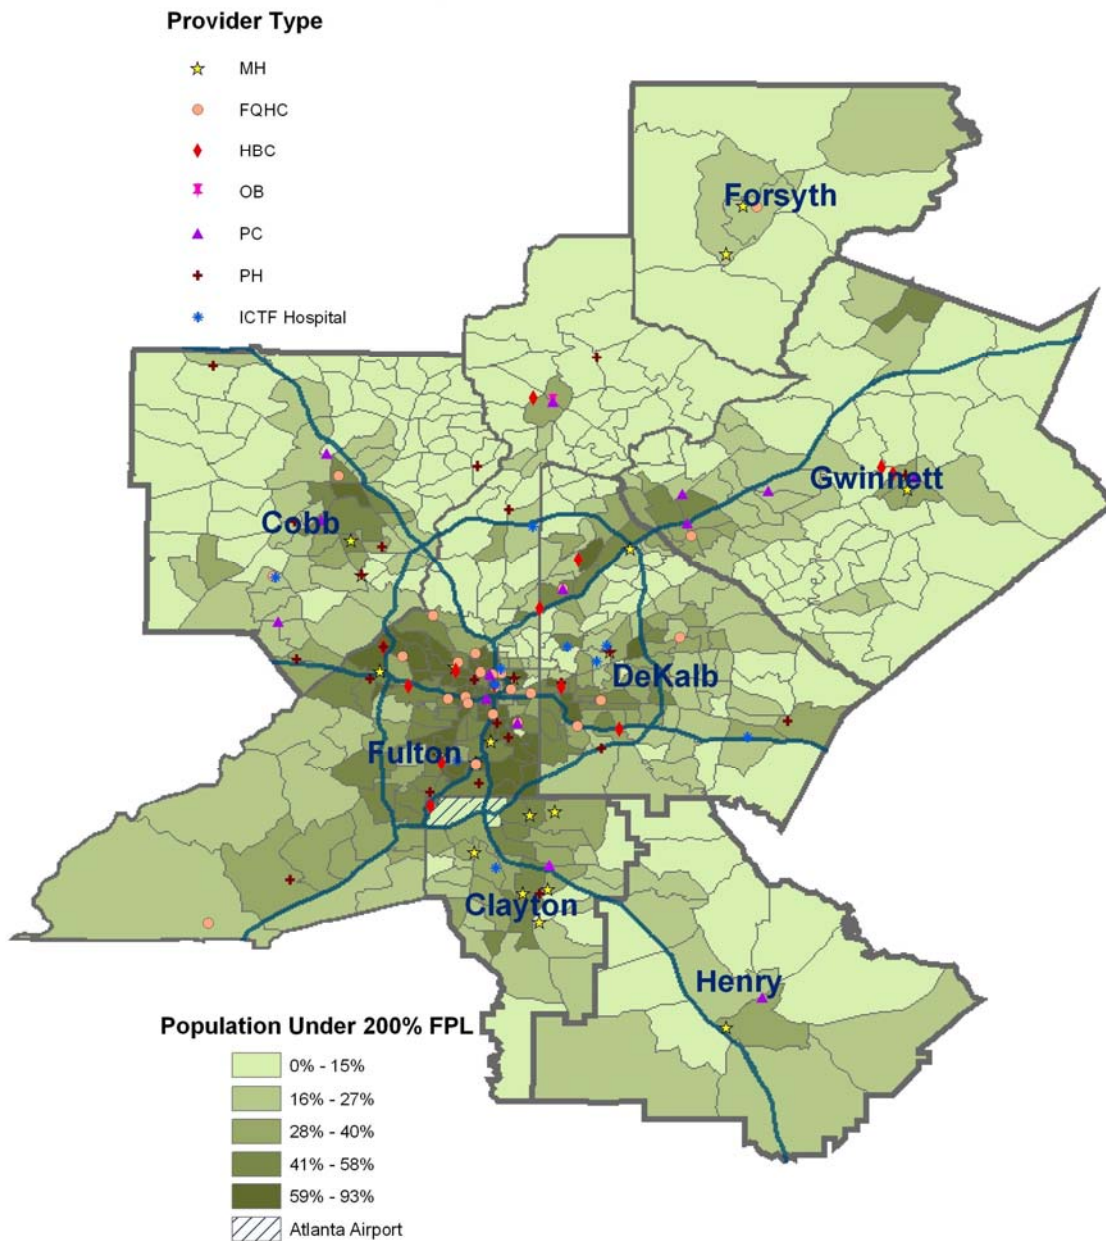 Provider Type
MH
FQHC
HBC
OB
PC
PH
ICTF Hospital
Forsyth
Gwinnett
Cobb
DeKalb
Fulton
Clayton
Henry
Population Under 200% FPL
0% - 15%
16% - 27%
28% - 40%
41% - 58%
59% - 93%
Atlanta Airport